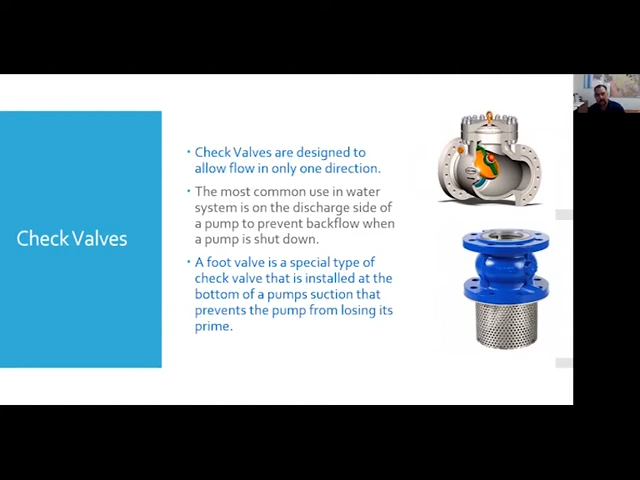 Check Valves
• Check Valves are designed to
allow flow in only one direction.
• The most common use in water
system is on the discharge side of
a pump to prevent backflow when
a pump is shut down.
• A foot valve is a special type of
check valve that is installed at the
bottom of a pumps suction that
prevents the pump from losing its
prime.